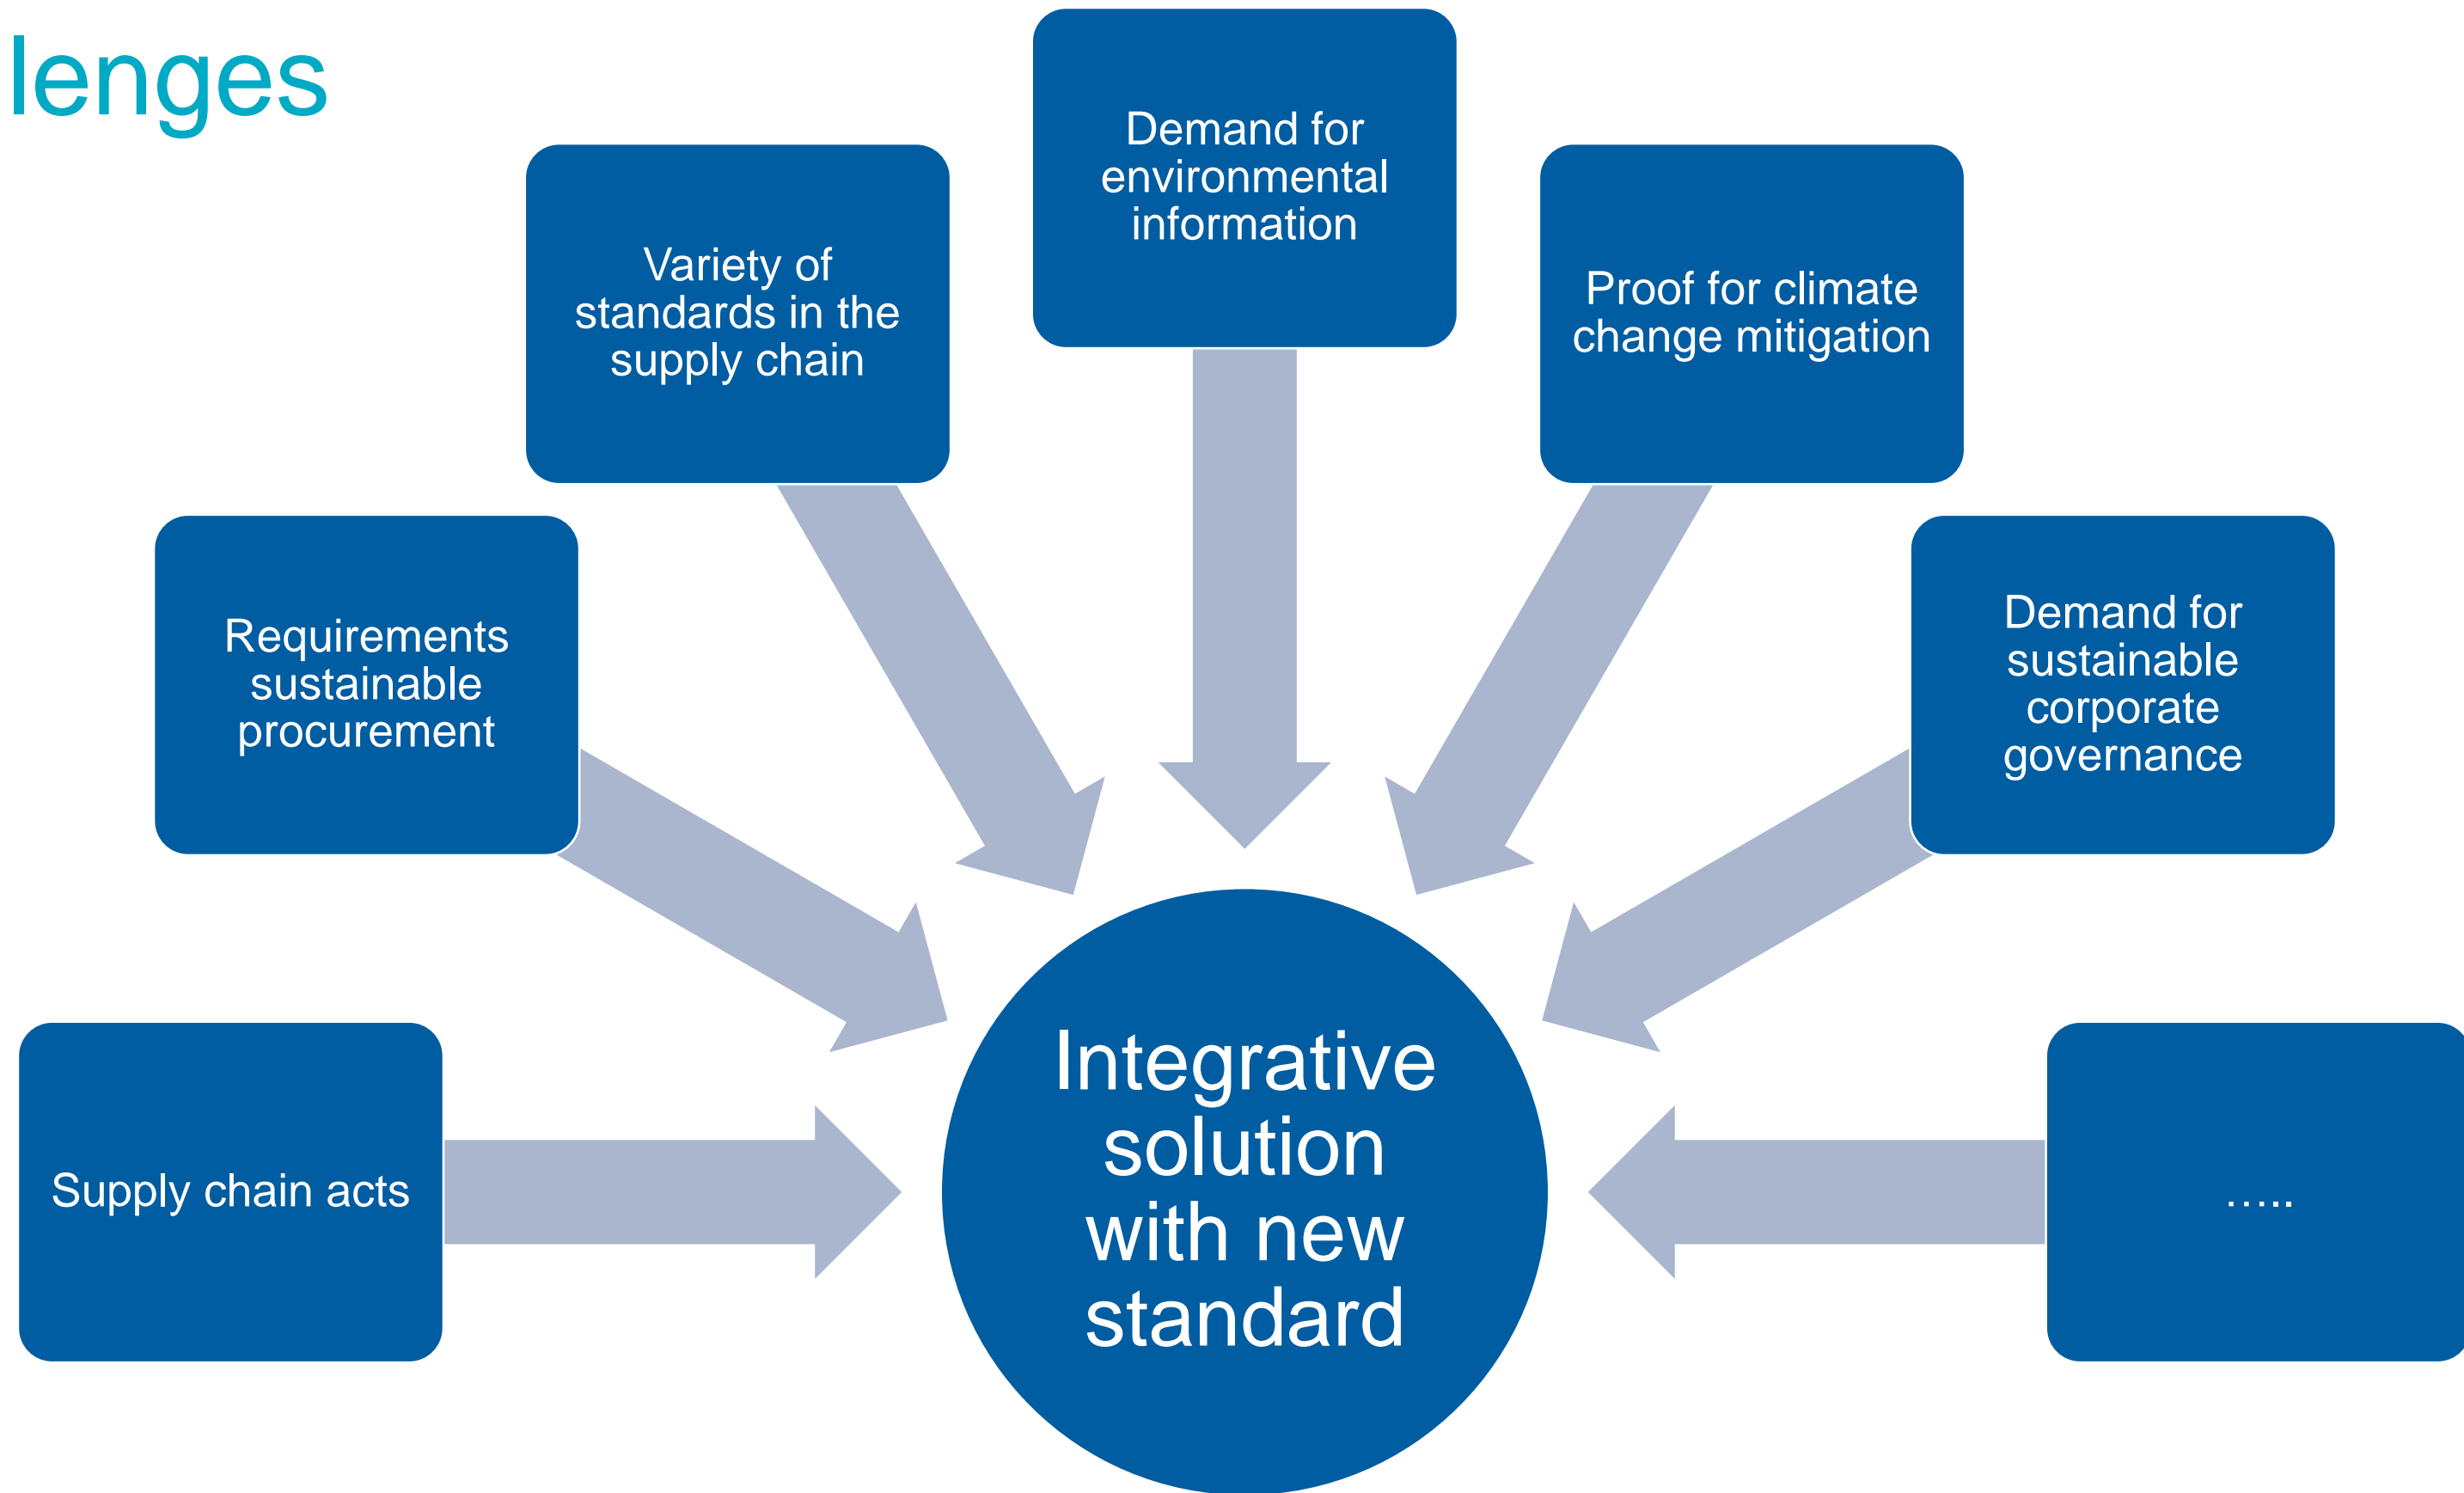 lenges
Demand for
environmental
information
Variety of
standards in the
supply chain
Proof for climate
change mitigation
Requirements
sustainable
procurement
Demand for
sustainable
corporate
governance
Supply chain acts
Integrative
solution
with new
standard
.....